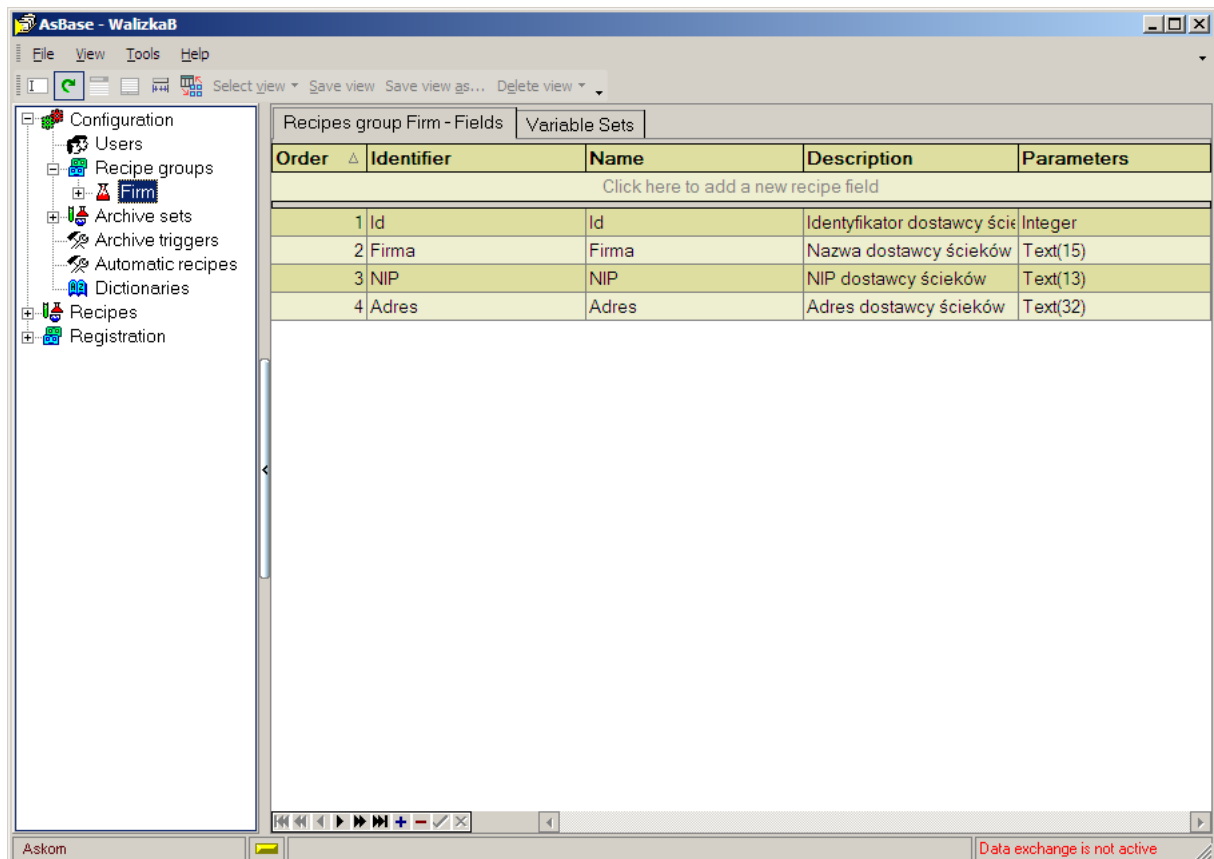 AsBase - WalizkaB
File View Tools Help
Select view Save view Save view as... Delete view
Configuration
Users
Recipe groups
Firm
Archive sets
Archive triggers
Automatic recipes
Dictionaries
Recipes
Registration
Recipes group Firm - Fields Variable Sets
Order Identifier Name Description Parameters
Click here to add a new recipe field
1 Id Id Identyfikator dostawcy ście Integer
2 Firma Firma Nazwa dostawcy ścieków Text(15)
3 NIP NIP NIP dostawcy ścieków Text(13)
4 Adres Adres Adres dostawcy ścieków Text(32)
Askom Data exchange is not active